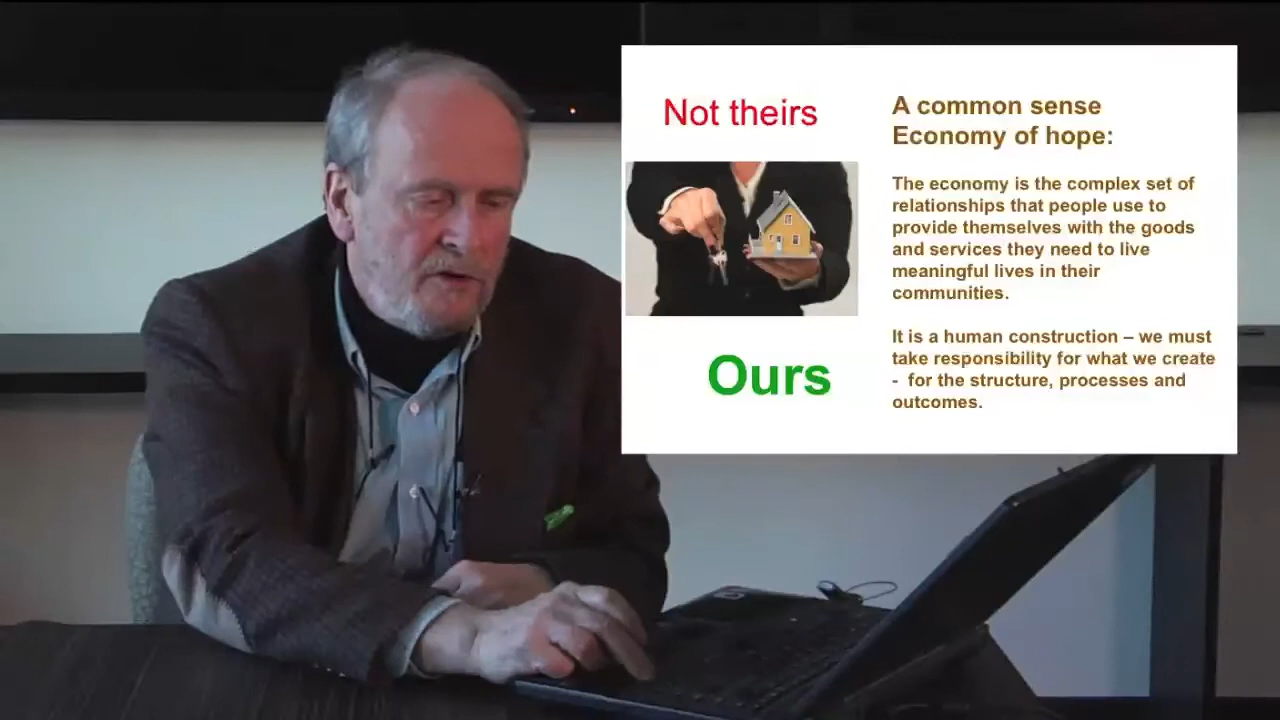 Not theirs
Ours
A common sense
Economy of hope:
The economy is the complex set of
relationships that people use to
provide themselves with the goods
and services they need to live
meaningful lives in their
communities.
It is a human construction – we must
take responsibility for what we create
-  for the structure, processes and
outcomes.